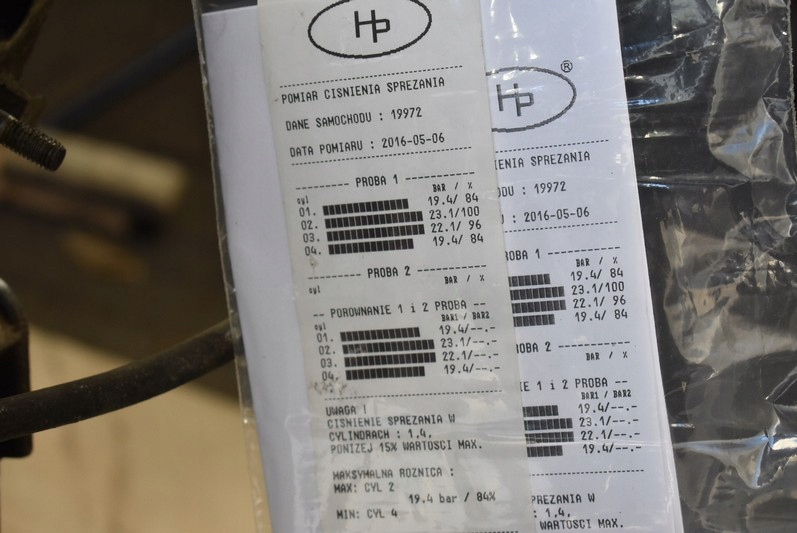 Hp
POMIAR CISNIENIA SPREZANIA
DANE SAMOCHODU : 19972
DATA POMIARU : 2016-05-06
-------- PROBA 1 ----------
cyl BAR / %
01. 19.4/ 84
02. 23.1/100
03. 22.1/ 96
04. 19.4/ 84
-------- PROBA 2 ----------
cyl BAR / %
-- POROWNANIE 1 i 2 PROBA --
cyl BAR1 / BAR2
01. 19.4/--.-
02. 23.1/--.-
03. 22.1/--.-
04. 19.4/--.-
UWAGA !
CISNIENIE SPREZANIA W
CYLINDRACH : 1,4,
PONIZEJ 15% WARTOSCI MAX.
MAKSYMALNA ROZNICA :
MAX: CYL 2
19.4 bar / 84%
MIN: CYL 4
Hp ®
IENIA SPREZANIA
ODU : 19972
: 2016-05-06
ROBA 1 ----------
BAR / %
19.4/ 84
23.1/100
22.1/ 96
19.4/ 84
ROBA 2 ----------
BAR / %
IE 1 i 2 PROBA --
BAR1 / BAR2
19.4/--.-
23.1/--.-
22.1/--.-
19.4/--.-
PREZANIA W
: 1,4,
WARTOSCI MAX.